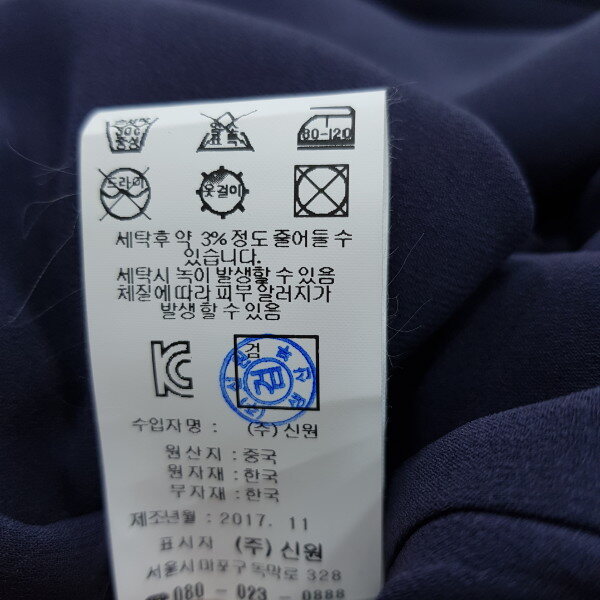 표백
80-120
드라이
옷걸이
세탁후 약 3% 정도 줄어들 수
있습니다.
세탁시 녹이 발생할 수 있음
체질에 따라 피부 알러지가
발생할 수 있음
검
검
수입자명 : (주) 신원
원산지 : 중국
원자재 : 한국
부자재 : 한국
제조년월 : 2017. 11
표시자 (주) 신원
서울시 마포구 독막로 328
☎ 080 - 023 - 0888